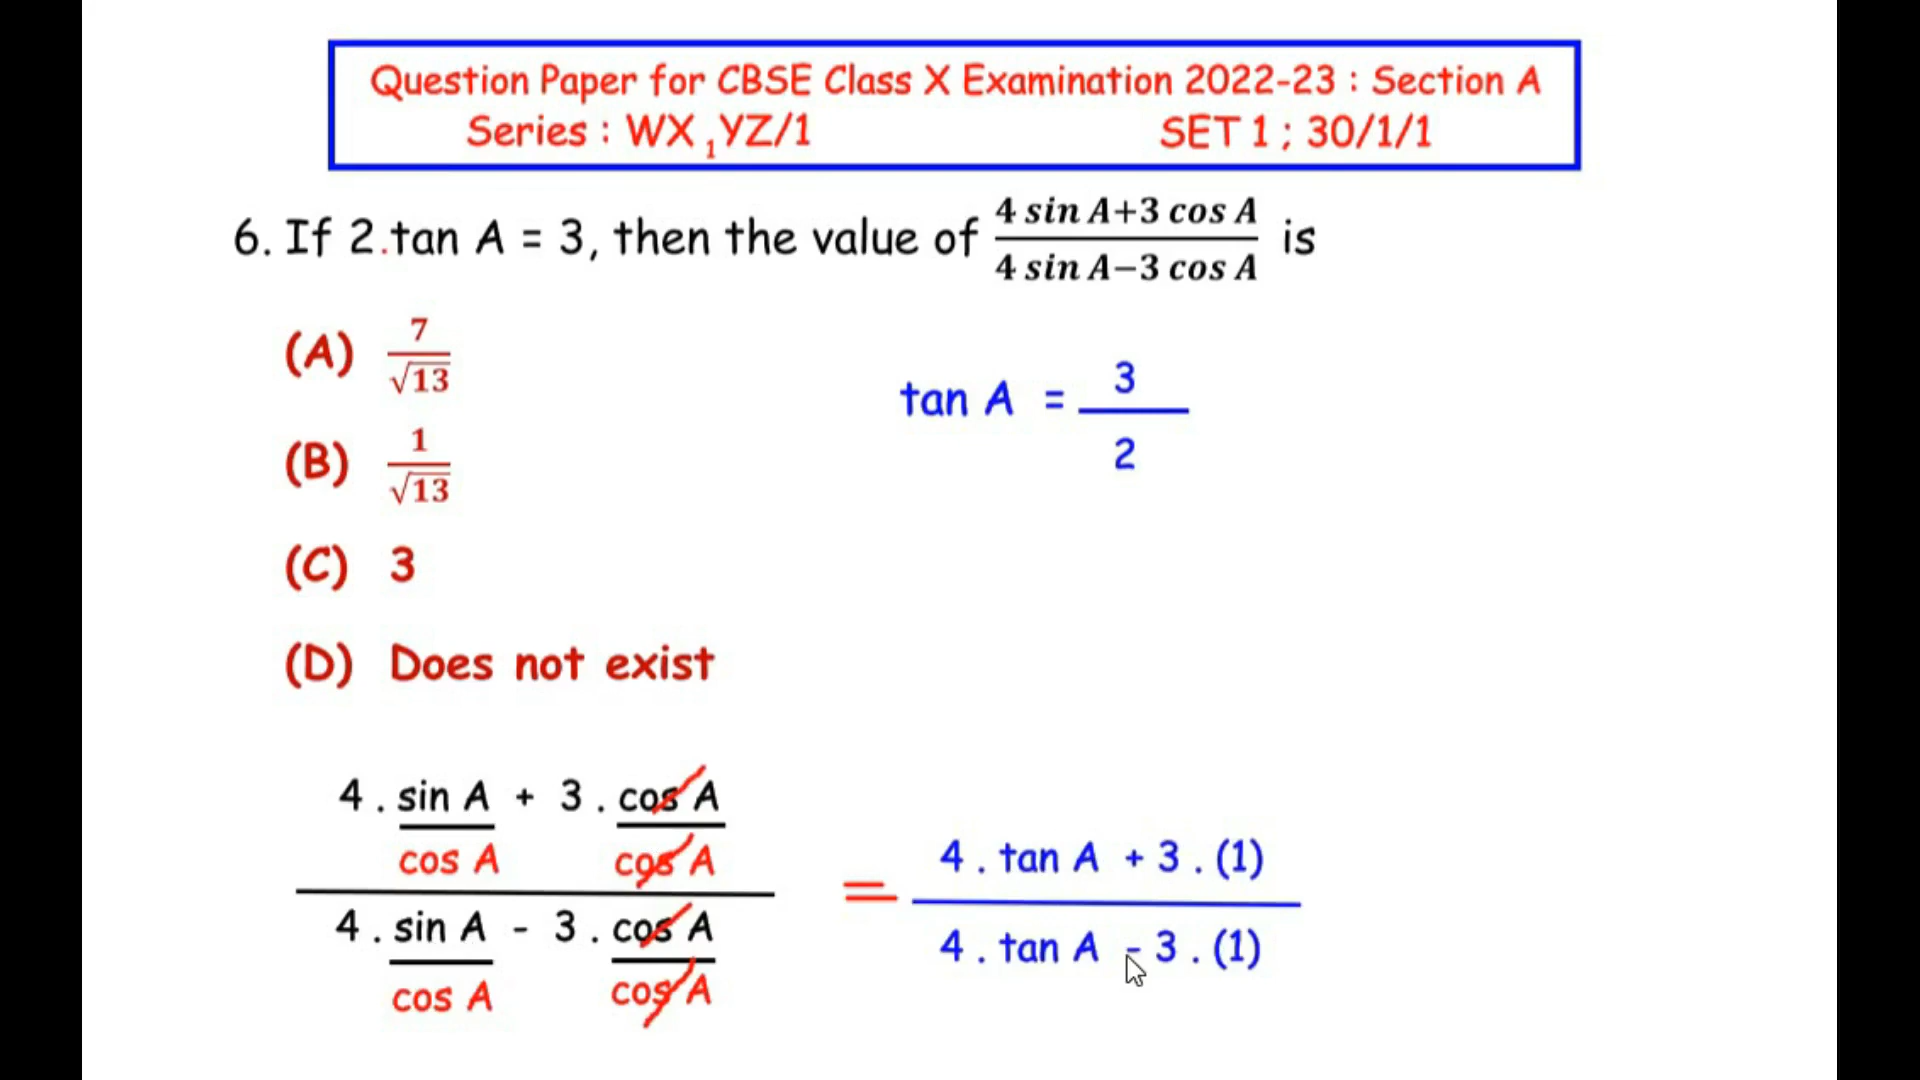 Question Paper for CBSE Class X Examination 2022-23 : Section A
Series : WX₁YZ/1 SET 1 ; 30/1/1
6. If 2.tan A = 3, then the value of
4 sin A+3 cos A
4 sin A−3 cos A
is
(A) 7
√13
(B) 1
√13
(C) 3
(D) Does not exist
tan A = 3
2
4 . sin A + 3 . cos A
cos A cos A
4 . sin A - 3 . cos A
cos A cos A
=
4 . tan A + 3 . (1)
4 . tan A - 3 . (1)